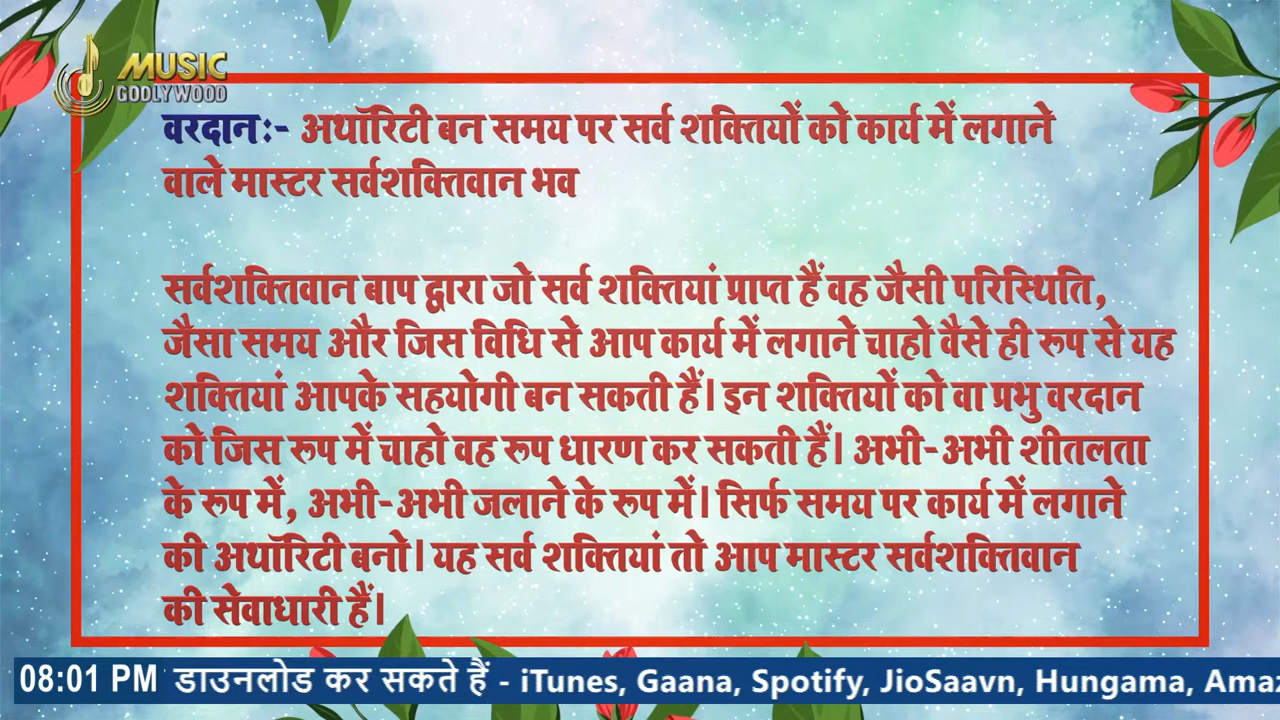 MUSIC
GODLYWOOD
वरदानः- अथॉरिटी बन समय पर सर्व शक्तियों को कार्य में लगाने
वाले मास्टर सर्वशक्तिवान भव
सर्वशक्तिवान बाप द्वारा जो सर्व शक्तियां प्राप्त हैं वह जैसी परिस्थिति,
जैसा समय और जिस विधि से आप कार्य में लगाने चाहो वैसे ही रूप से यह
शक्तियां आपके सहयोगी बन सकती हैं। इन शक्तियों को वा प्रभु वरदान
को जिस रूप में चाहो वह रूप धारण कर सकती हैं। अभी-अभी शीतलता
के रूप में, अभी-अभी जलाने के रूप में। सिर्फ समय पर कार्य में लगाने
की अथॉरिटी बनो। यह सर्व शक्तियां तो आप मास्टर सर्वशक्तिवान
की सेवाधारी हैं।
08:01 PM डाउनलोड कर सकते हैं - iTunes, Gaana, Spotify, JioSaavn, Hungama, Amaz